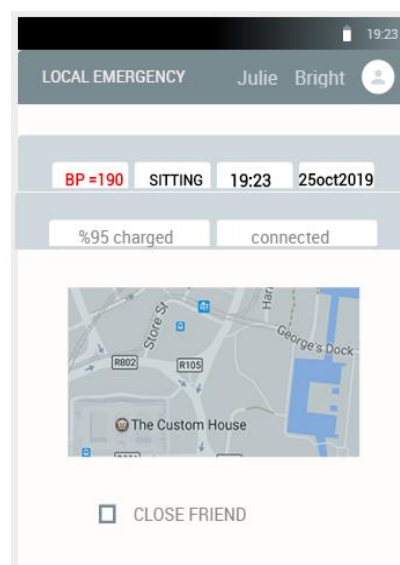 19:23
LOCAL EMERGENCY Julie Bright
BP =190 SITTING 19:23 25oct2019
%95 charged connected
Store St
Har
George's Dock
R802
R105
The Custom House
CLOSE FRIEND